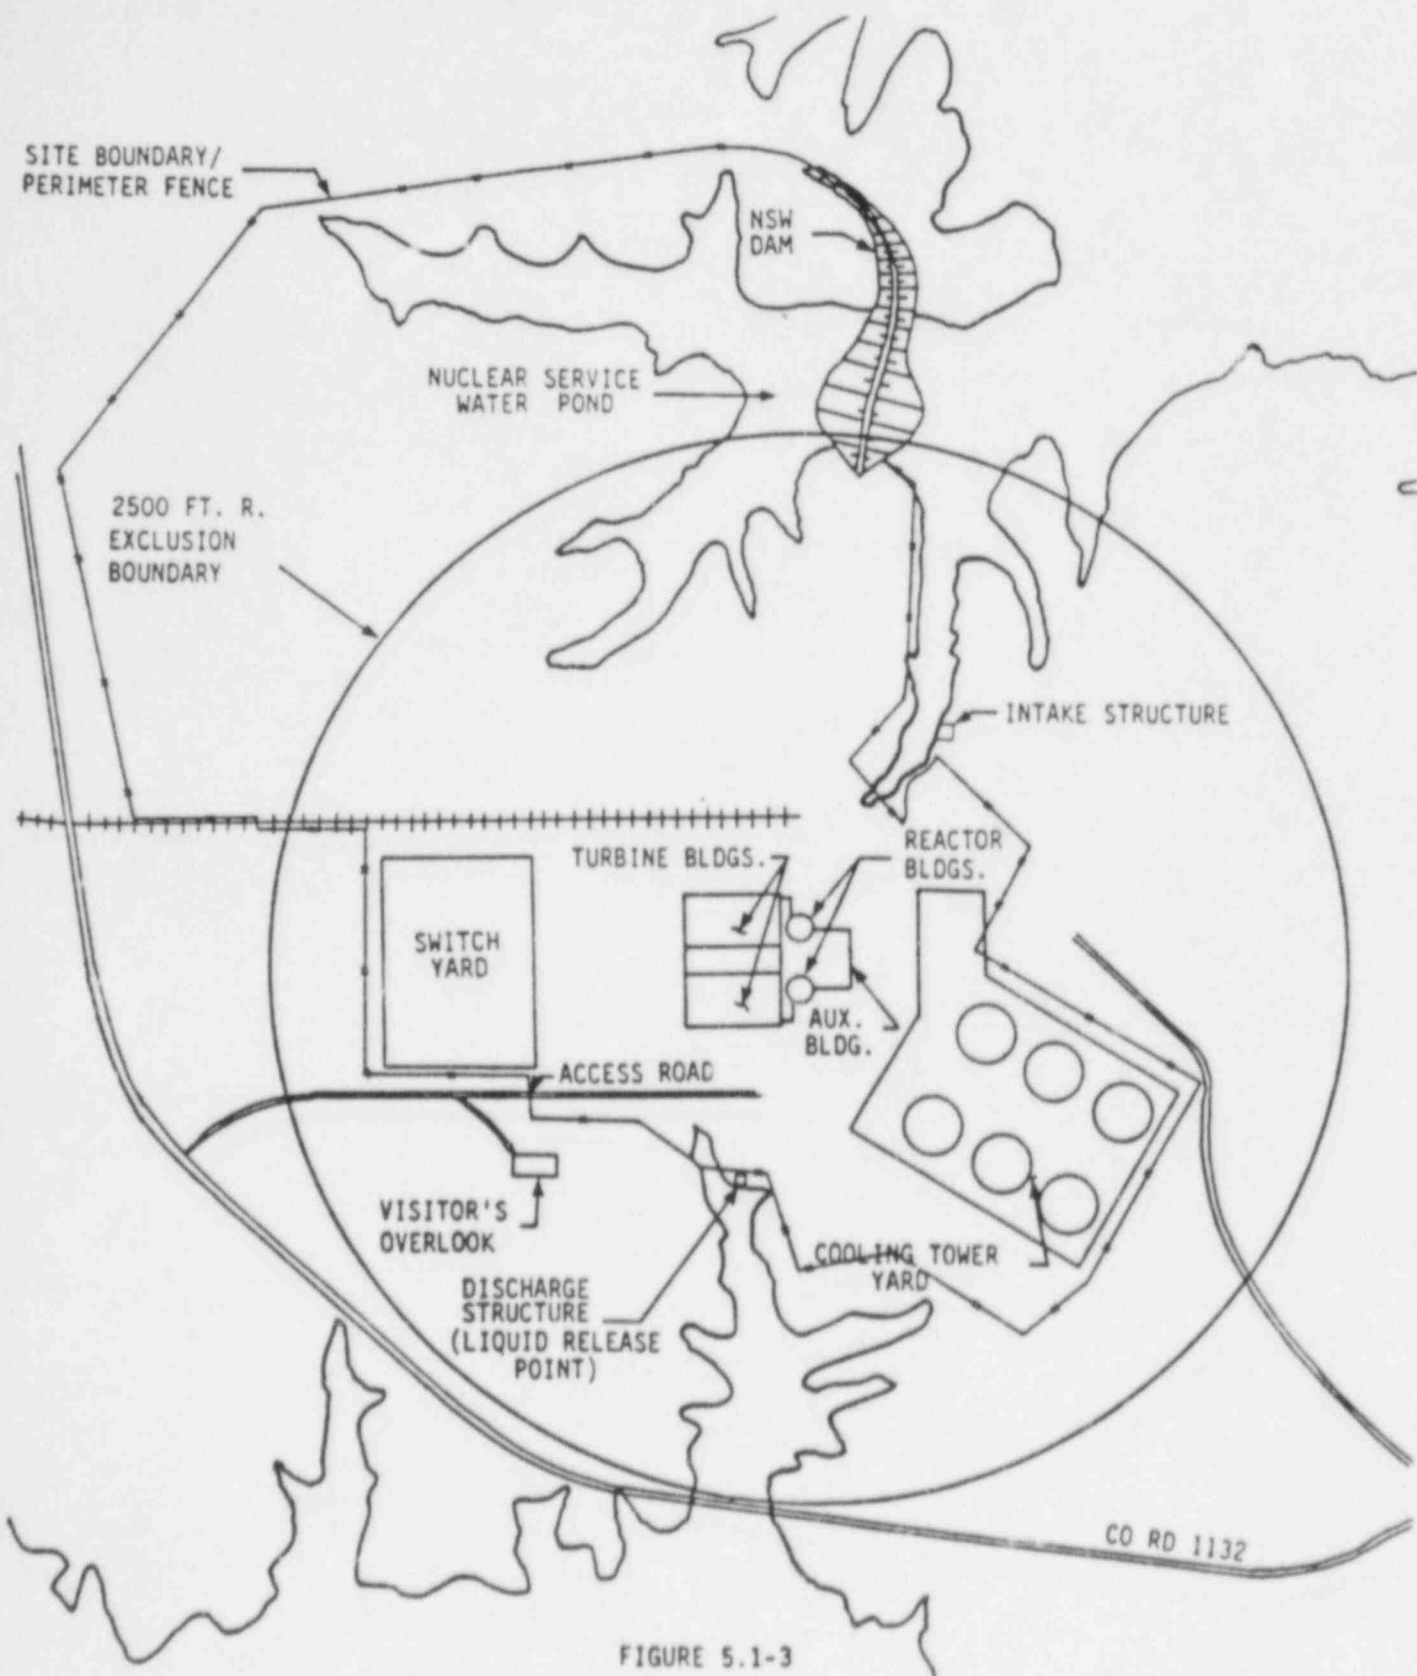 SITE BOUNDARY/
PERIMETER FENCE
NSW
DAM
NUCLEAR SERVICE
WATER POND
2500 FT. R.
EXCLUSION
BOUNDARY
INTAKE STRUCTURE
TURBINE BLDGS.
REACTOR
BLDGS.
SWITCH
YARD
AUX.
BLDG.
ACCESS ROAD
VISITOR'S
OVERLOOK
COOLING TOWER
YARD
DISCHARGE
STRUCTURE
(LIQUID RELEASE
POINT)
CO RD 1132
FIGURE 5.1-3